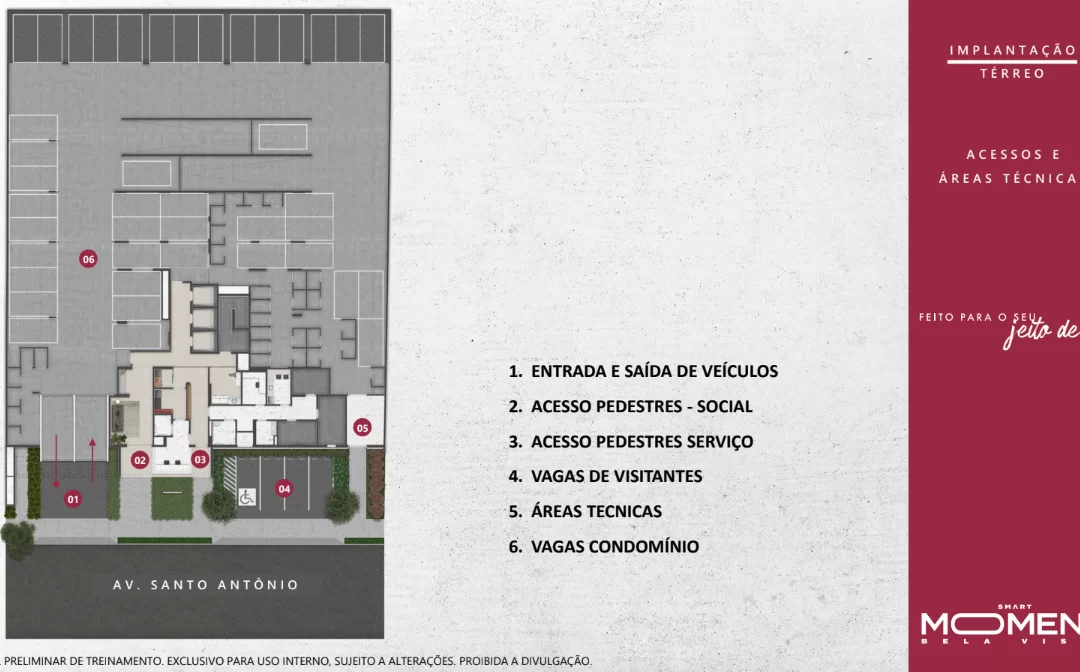 IMPLANTAÇÃO
TÉRREO
ACESSOS E
ÁREAS TÉCNICA
FEITO PARA O SEU
jeito de
06
05
02
03
04
01
1. ENTRADA E SAÍDA DE VEÍCULOS
2. ACESSO PEDESTRES - SOCIAL
3. ACESSO PEDESTRES SERVIÇO
4. VAGAS DE VISITANTES
5. ÁREAS TECNICAS
6. VAGAS CONDOMÍNIO
AV. SANTO ANTÔNIO
SMART
MOOMEN
BELA VIS
PRELIMINAR DE TREINAMENTO. EXCLUSIVO PARA USO INTERNO, SUJEITO A ALTERAÇÕES. PROIBIDA A DIVULGAÇÃO.